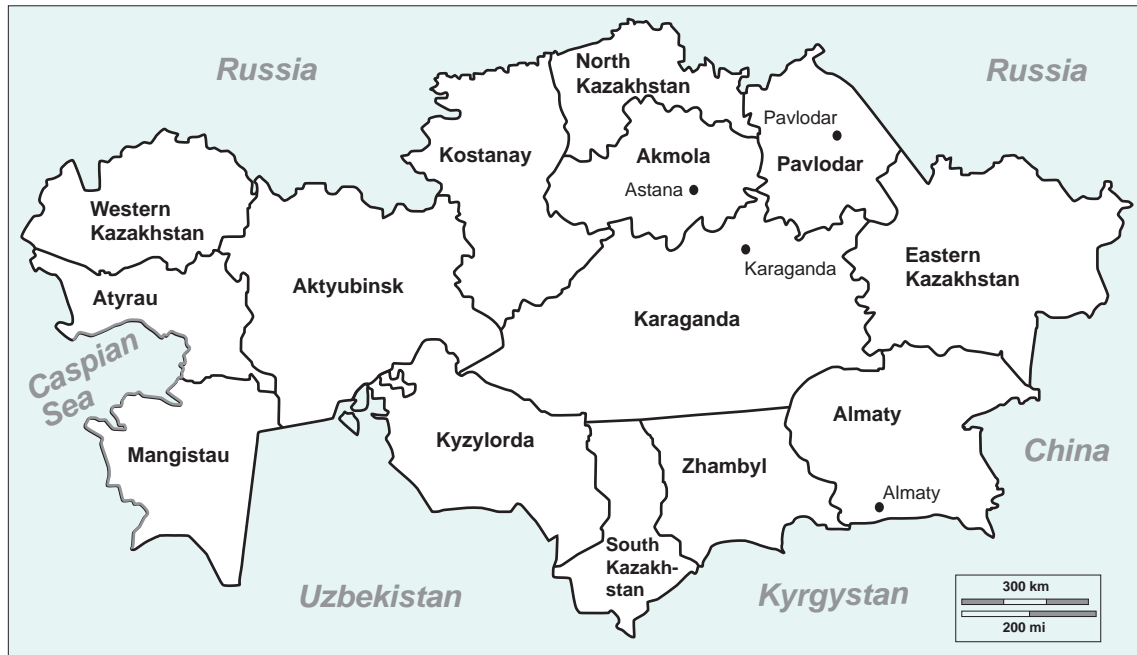 Russia
Russia
North
Kazakhstan
Pavlodar
Kostanay
Akmola
Pavlodar
Astana
Western
Kazakhstan
Karaganda
Eastern
Kazakhstan
Atyrau
Aktyubinsk
Karaganda
Caspian
Sea
Almaty
Mangistau
Kyzylorda
Zhambyl
China
Almaty
South
Kazakh-
stan
Uzbekistan
Kyrgystan
300 km
200 mi